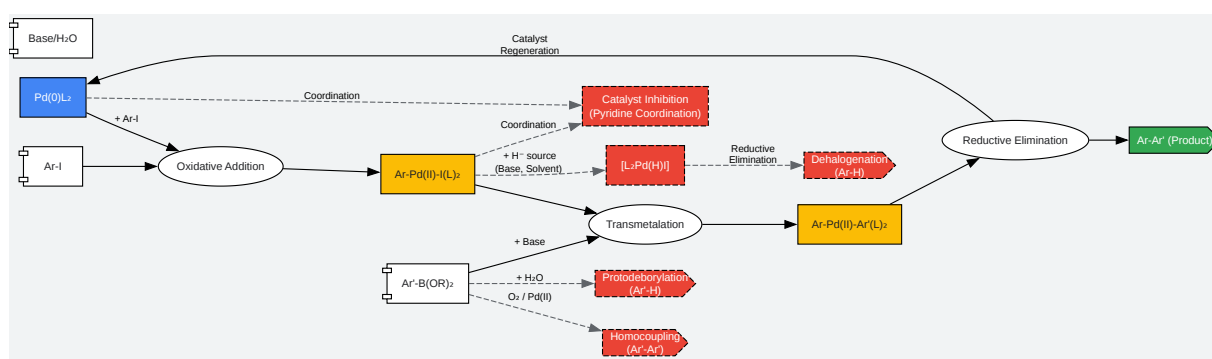 Base/H₂O
Catalyst
Regeneration
Pd(0)L₂
Coordination
Catalyst Inhibition
(Pyridine Coordination)
+ Ar-I
Coordination
Ar-I
Oxidative Addition
Reductive Elimination
Ar-Ar' (Product)
+ H⁻ source
(Base, Solvent)
[L₂Pd(H)I]
Reductive
Elimination
Dehalogenation
(Ar-H)
Ar-Pd(II)-I(L)₂
Transmetalation
Ar-Pd(II)-Ar'(L)₂
+ Base
Ar'-B(OR)₂
+ H₂O
Protodeborylation
(Ar'-H)
O₂ / Pd(II)
Homocoupling
(Ar'-Ar')